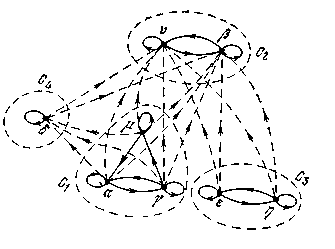 υ β C₂
C₄
δ
μ
C₁ α γ
ε η C₃